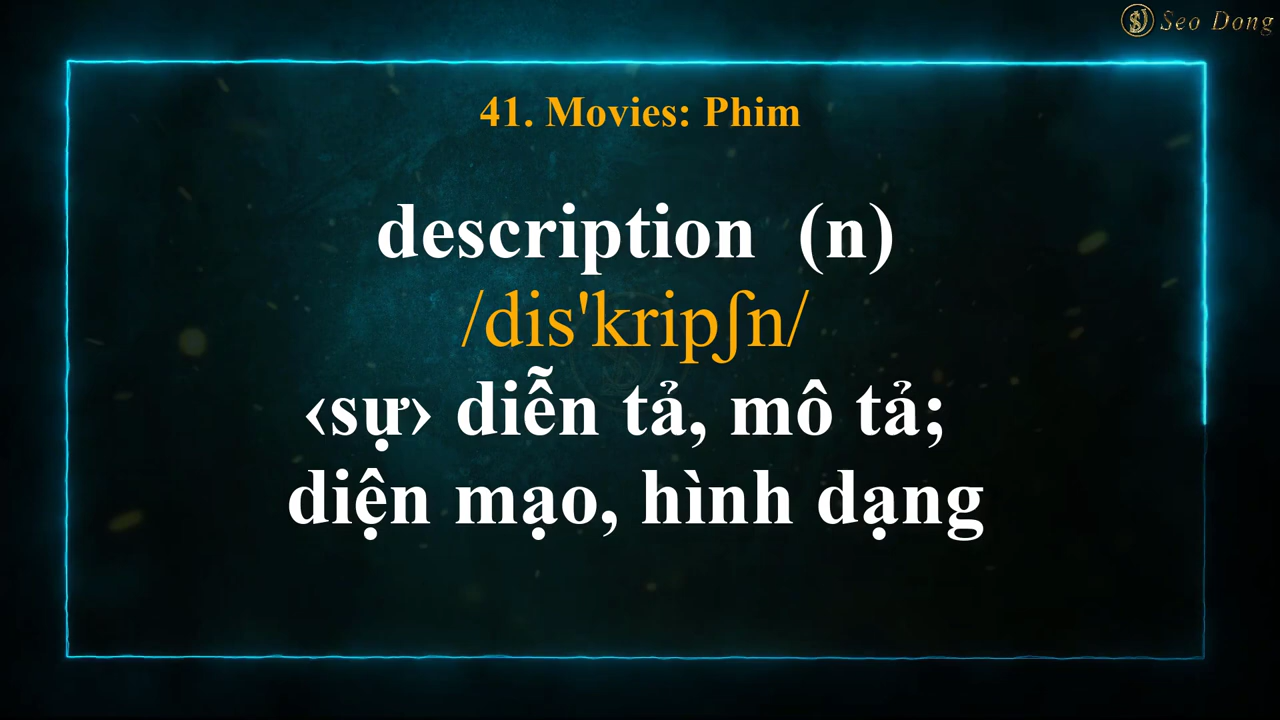 Seo Dong
41. Movies: Phim
description (n)
/dis'kripʃn/
‹sự› diễn tả, mô tả;
diện mạo, hình dạng